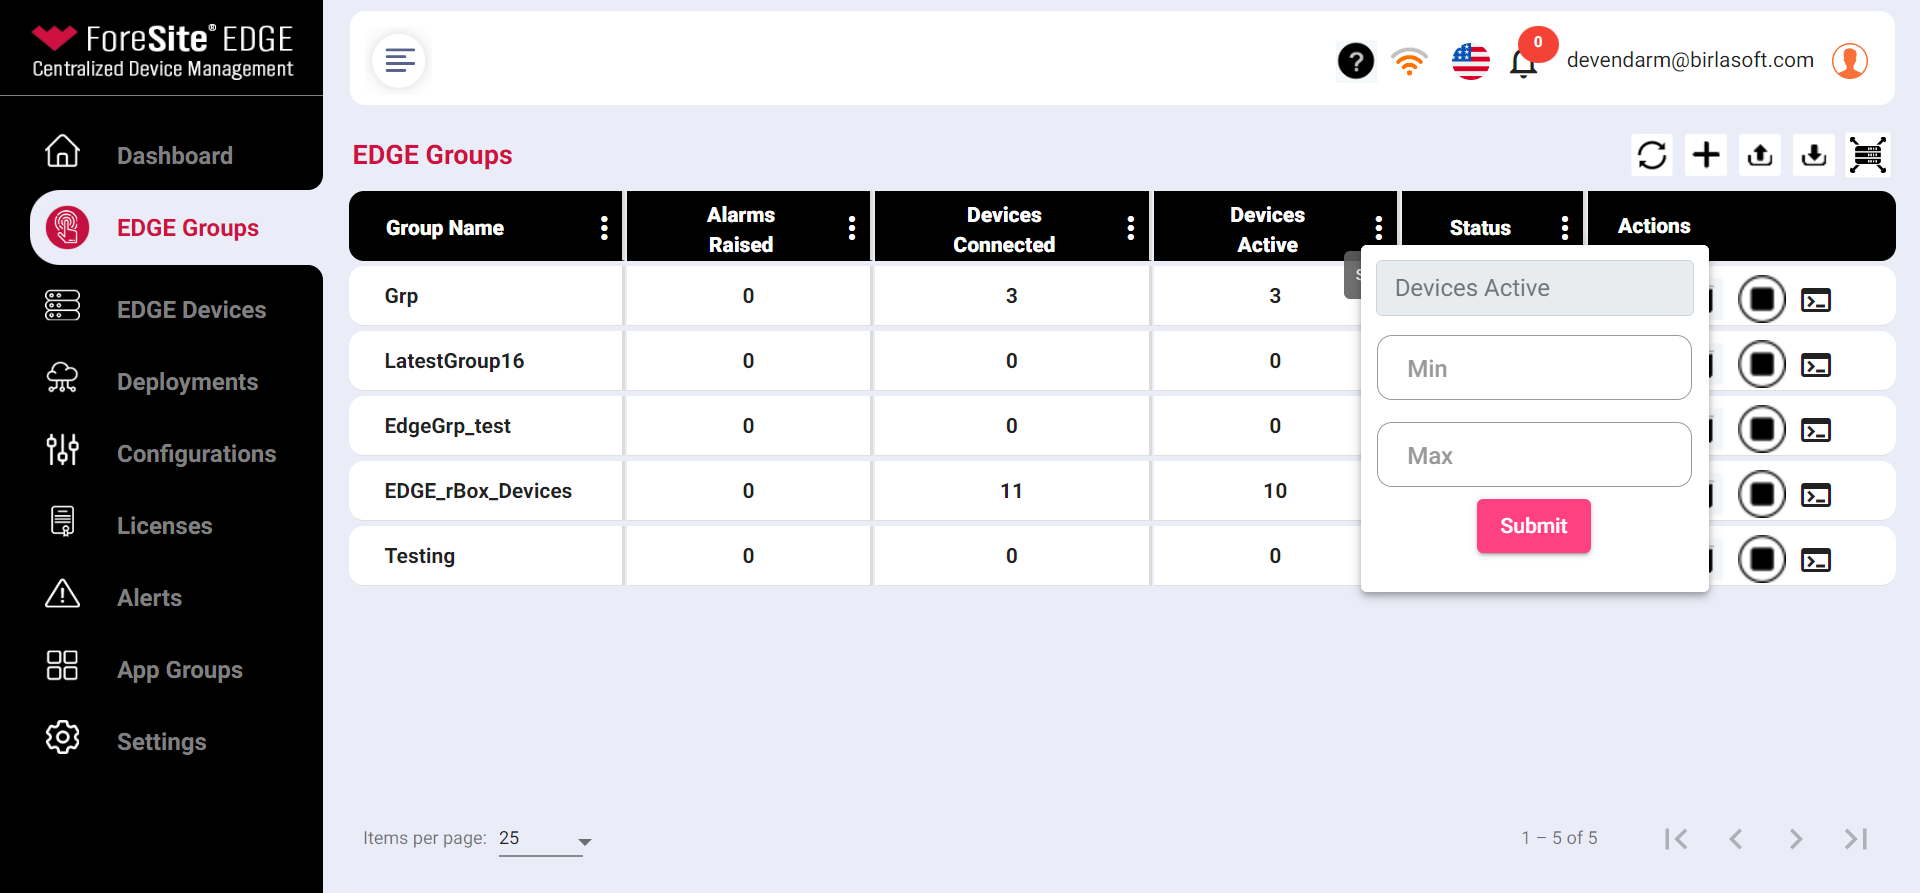 ForeSite® EDGE
Centralized Device Management
?
0
devendarm@birlasoft.com
Dashboard
EDGE Groups
EDGE Devices
Deployments
Configurations
Licenses
Alerts
App Groups
Settings
EDGE Groups
Group Name
Alarms
Raised
Devices
Connected
Devices
Active
Status
Actions
Grp 0 3 3
LatestGroup16 0 0 0
EdgeGrp_test 0 0 0
EDGE_rBox_Devices 0 11 10
Testing 0 0 0
Devices Active
Min
Max
Submit
Items per page: 25
1 – 5 of 5